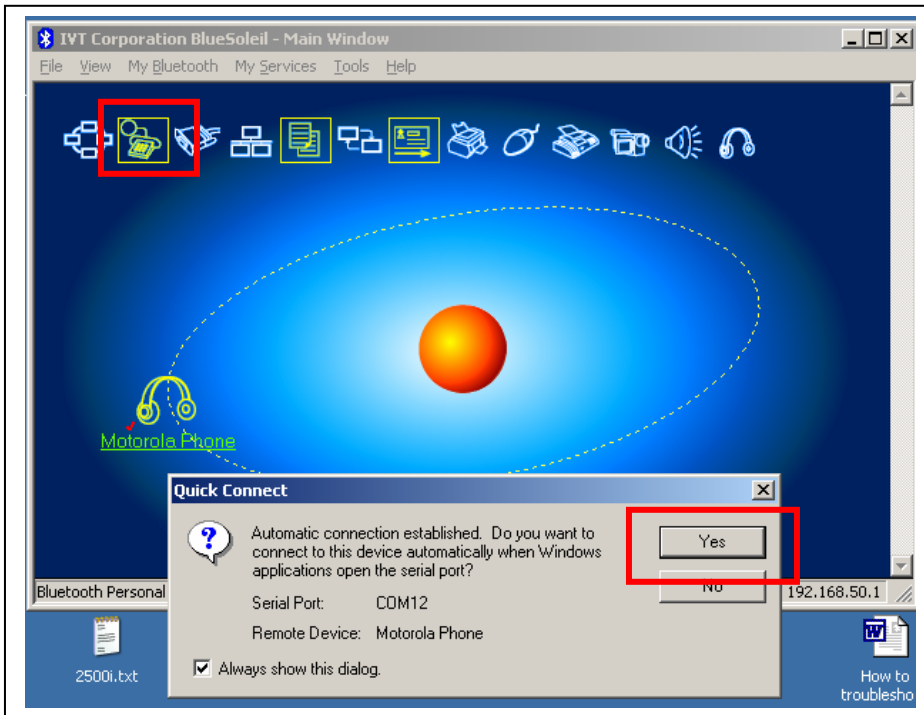 IVT Corporation BlueSoleil - Main Window
File View My Bluetooth My Services Tools Help
Motorola Phone
Quick Connect
Automatic connection established. Do you want to
connect to this device automatically when Windows
applications open the serial port?
Yes
No
Serial Port: COM12
Remote Device: Motorola Phone
Always show this dialog.
Bluetooth Personal
192.168.50.1
2500i.txt
How to
troublesho